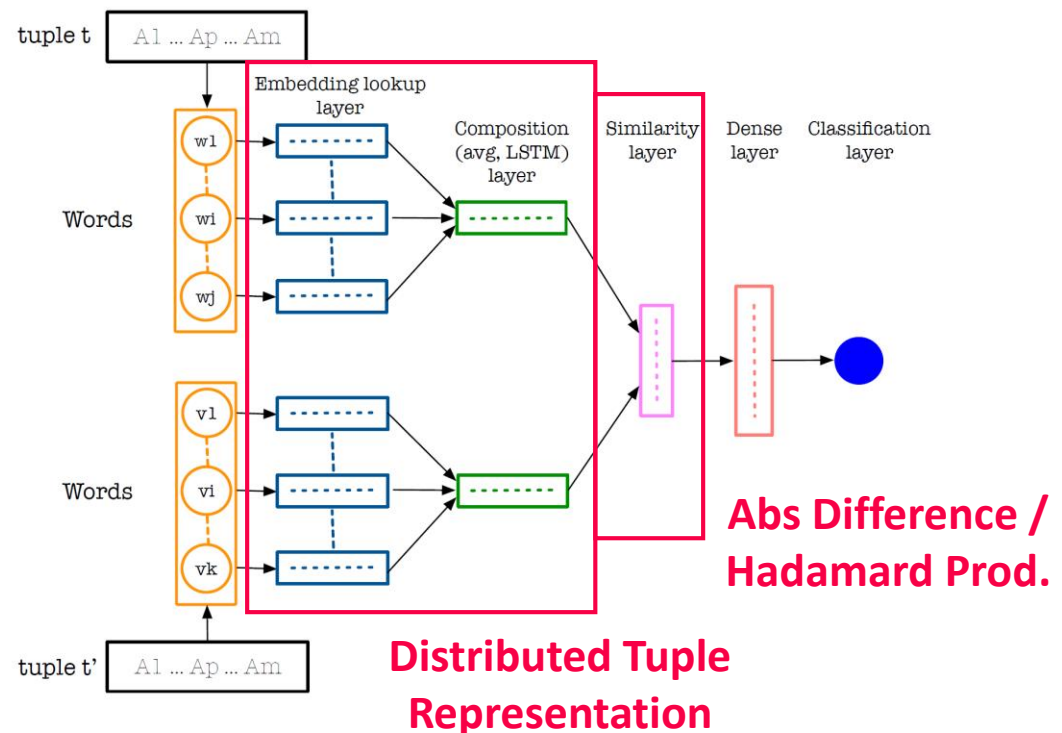 tuple t
A1 ... Ap ... Am
Embedding lookup
layer
Composition
(avg, LSTM)
layer
Similarity
layer
Dense
layer
Classification
layer
w1
Words
wi
wj
v1
Words
vi
vk
Abs Difference /
Hadamard Prod.
tuple t'
A1 ... Ap ... Am
Distributed Tuple
Representation